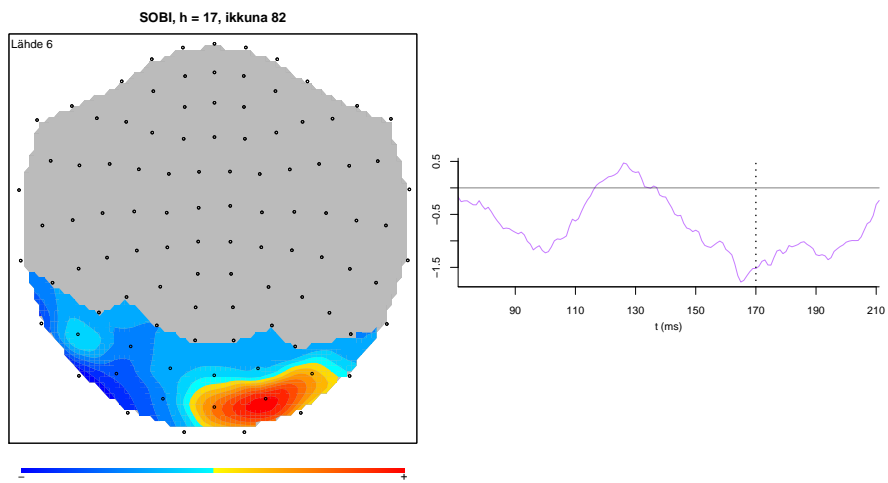 SOBI, h = 17, ikkuna 82
Lähde 6
− +
0.5
−0.5
−1.5
90 110 130 150 170 190 210
t (ms)